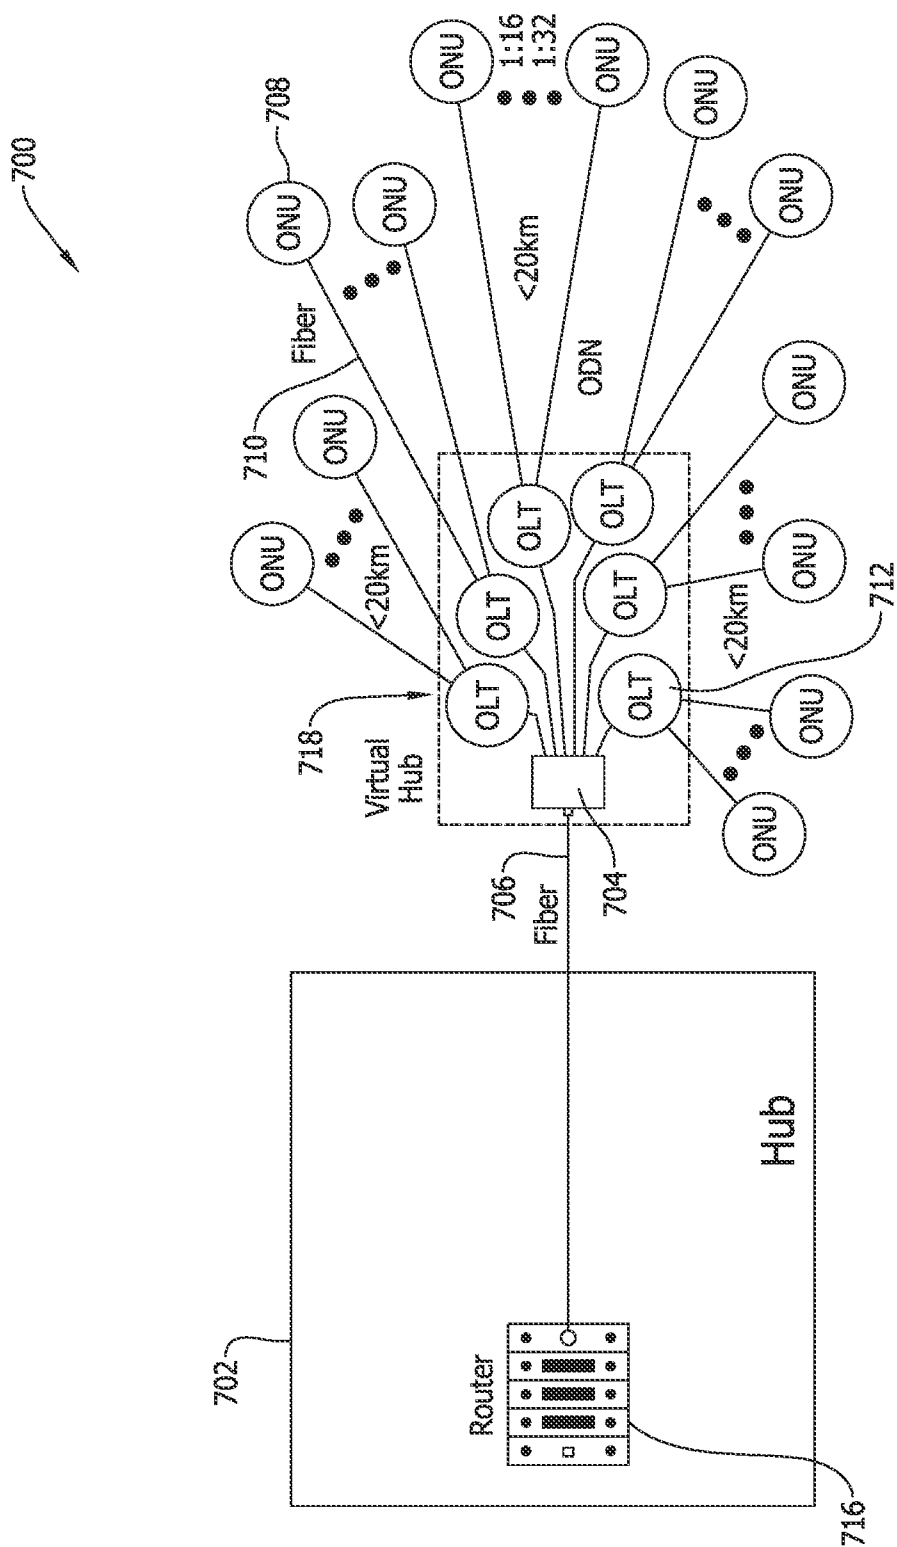 700
702
710
708
ONU
ONU
Fiber
718
ONU
Virtual
Hub
<20km
ONU
ONU
Router
OLT
OLT
706
1:16
1:32
<20km
OLT
Fiber
ODN
ONU
OLT
704
OLT
OLT
ONU
<20km
ONU
Hub
ONU
ONU
ONU
ONU
716
712